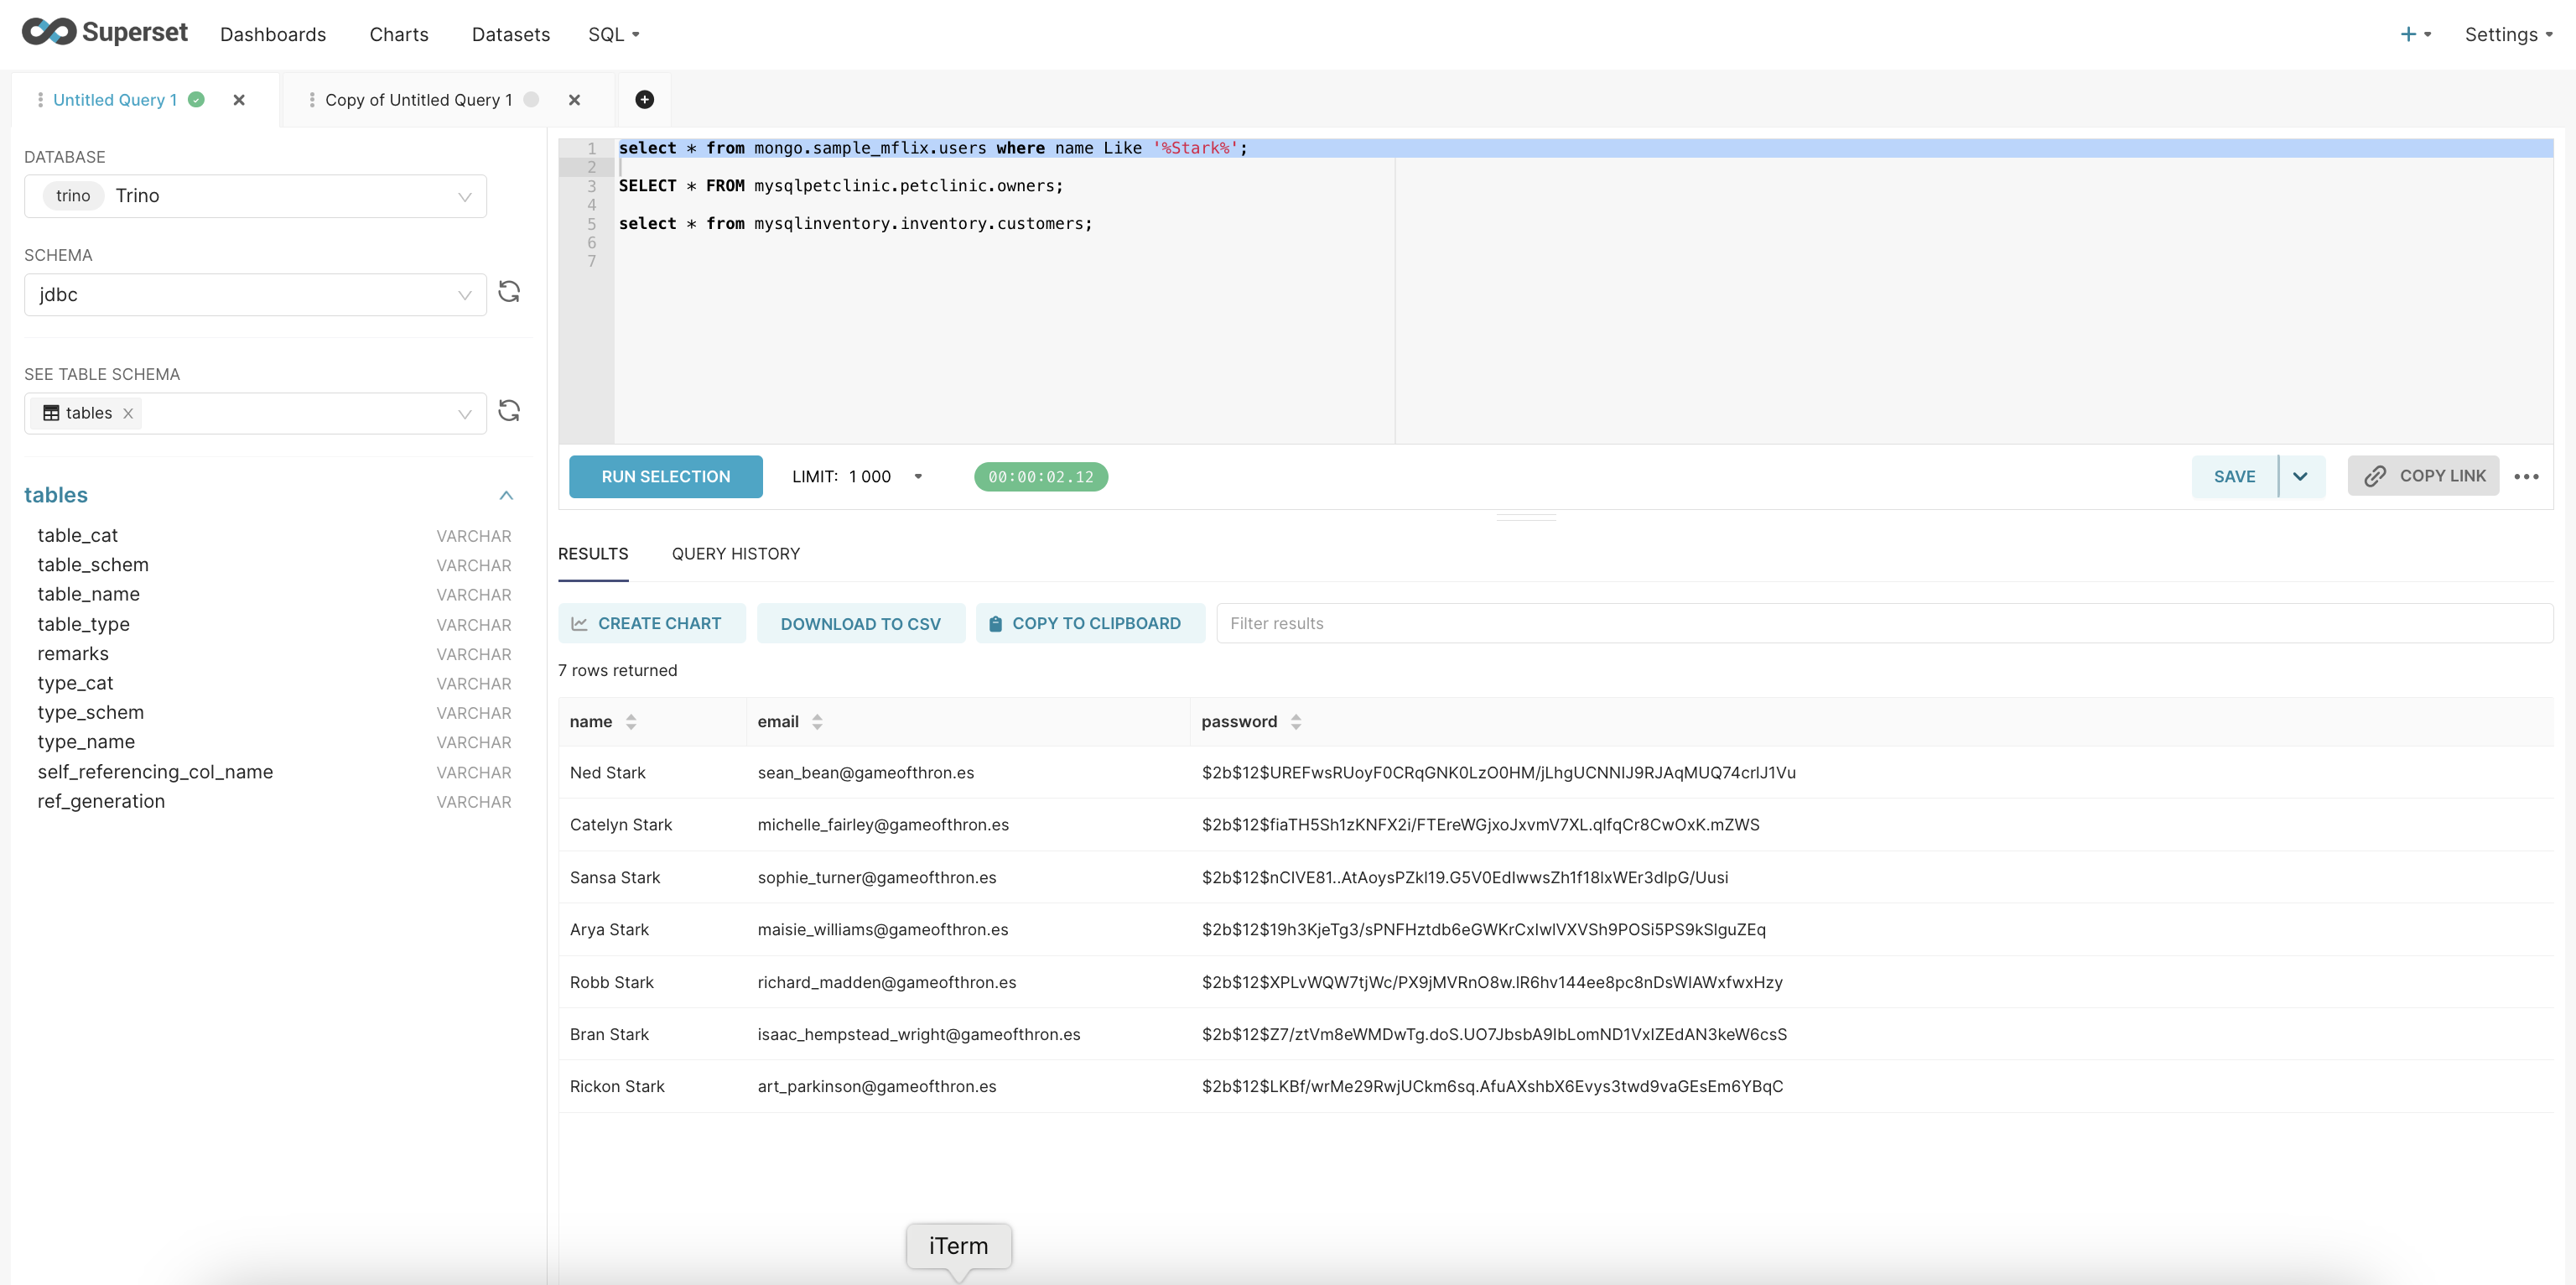 Superset Dashboards Charts Datasets SQL + Settings
Untitled Query 1 Copy of Untitled Query 1
DATABASE
trino Trino
SCHEMA
jdbc
SEE TABLE SCHEMA
tables
tables
table_cat VARCHAR
table_schem VARCHAR
table_name VARCHAR
table_type VARCHAR
remarks VARCHAR
type_cat VARCHAR
type_schem VARCHAR
type_name VARCHAR
self_referencing_col_name VARCHAR
ref_generation VARCHAR
1 select * from mongo.sample_mflix.users where name Like '%Stark%';
2
3 SELECT * FROM mysqlpetclinic.petclinic.owners;
4
5 select * from mysqlinventory.inventory.customers;
6
7
RUN SELECTION LIMIT: 1 000 00:00:02.12 SAVE COPY LINK
RESULTS QUERY HISTORY
CREATE CHART DOWNLOAD TO CSV COPY TO CLIPBOARD Filter results
7 rows returned
name email password
Ned Stark sean_bean@gameofthron.es $2b$12$UREFwsRUoyF0CRqGNK0LzO0HM/jLhgUCNNIJ9RJAqMUQ74crlJ1Vu
Catelyn Stark michelle_fairley@gameofthron.es $2b$12$fiaTH5Sh1zKNFX2i/FTEreWGjxoJxvmV7XL.qlfqCr8CwOxK.mZWS
Sansa Stark sophie_turner@gameofthron.es $2b$12$nCIVE81..AtAoysPZkl19.G5V0EdIwwsZh1f18lxWEr3dlpG/Uusi
Arya Stark maisie_williams@gameofthron.es $2b$12$19h3KjeTg3/sPNFHztdb6eGWKrCxIwlVXVSh9POSi5PS9kSlguZEq
Robb Stark richard_madden@gameofthron.es $2b$12$XPLvWQW7tjWc/PX9jMVRnO8w.IR6hv144ee8pc8nDsWlAWxfwxHzy
Bran Stark isaac_hempstead_wright@gameofthron.es $2b$12$Z7/ztVm8eWMDwTg.doS.UO7JbsbA9IbLomND1VxIZEdAN3keW6csS
Rickon Stark art_parkinson@gameofthron.es $2b$12$LKBf/wrMe29RwjUCkm6sq.AfuAXshbX6Evys3twd9vaGEsEm6YBqC
iTerm